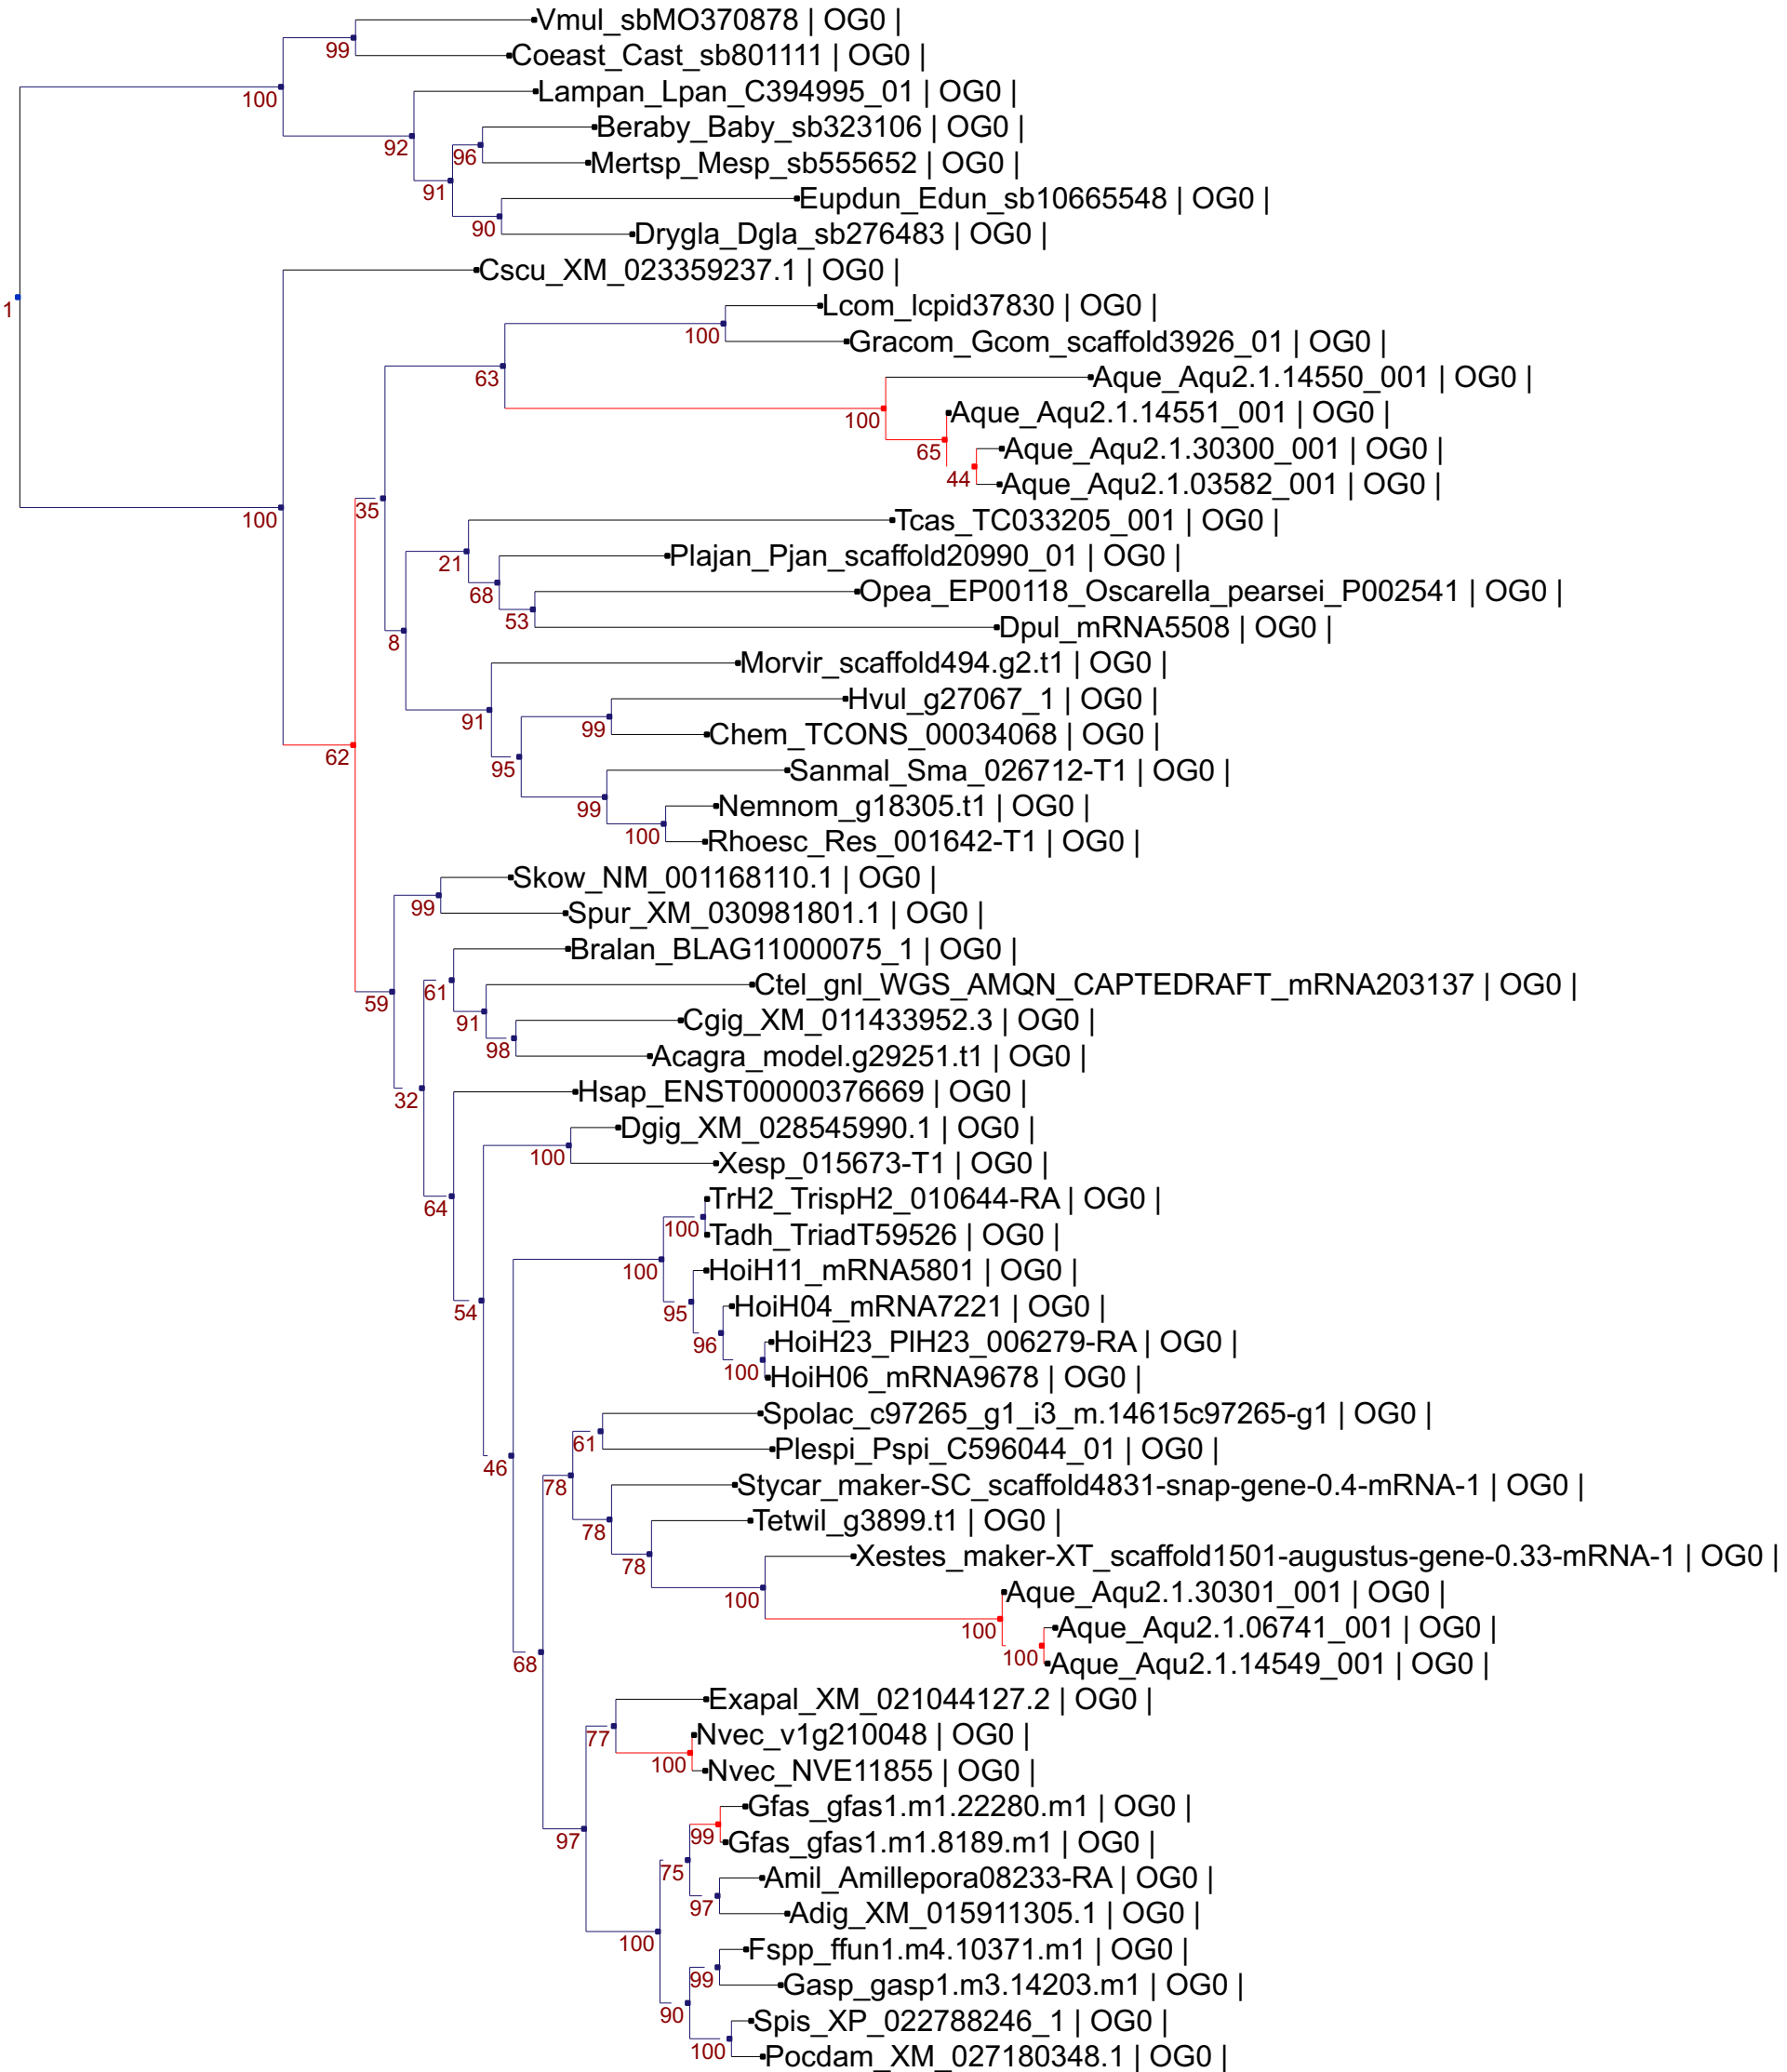 Vmul_sbMO370878 | OG0 |
99
Coeast_Cast_sb801111 | OG0 |
100
Lampan_Lpan_C394995_01 | OG0 |
Beraby_Baby_sb323106 | OG0 |
92
96
Mertsp_Mesp_sb555652 | OG0 |
91
Eupdun_Edun_sb10665548 | OG0 |
90
Drygla_Dgla_sb276483 | OG0 |
Cscu_XM_023359237.1 | OG0 |
1
Lcom_lcpid37830 | OG0 |
100
Gracom_Gcom_scaffold3926_01 | OG0 |
63
Aque_Aqu2.1.14550_001 | OG0 |
100
Aque_Aqu2.1.14551_001 | OG0 |
65
Aque_Aqu2.1.30300_001 | OG0 |
44
Aque_Aqu2.1.03582_001 | OG0 |
35
100
Tcas_TC033205_001 | OG0 |
21
Plajan_Pjan_scaffold20990_01 | OG0 |
68
Opea_EP00118_Oscarella_pearsei_P002541 | OG0 |
53
Dpul_mRNA5508 | OG0 |
8
Morvir_scaffold494.g2.t1 | OG0 |
Hvul_g27067_1 | OG0 |
91
99
Chem_TCONS_00034068 | OG0 |
62
95
Sanmal_Sma_026712-T1 | OG0 |
99
Nemnom_g18305.t1 | OG0 |
100
Rhoesc_Res_001642-T1 | OG0 |
Skow_NM_001168110.1 | OG0 |
99
Spur_XM_030981801.1 | OG0 |
Bralan_BLAG11000075_1 | OG0 |
61
59
Ctel_gnl_WGS_AMQN_CAPTEDRAFT_mRNA203137 | OG0 |
91
Cgig_XM_011433952.3 | OG0 |
98
Acagra_model.g29251.t1 | OG0 |
32
Hsap_ENST00000376669 | OG0 |
Dgig_XM_028545990.1 | OG0 |
100
Xesp_015673-T1 | OG0 |
64
TrH2_TrispH2_010644-RA | OG0 |
100
Tadh_TriadT59526 | OG0 |
100
HoiH11_mRNA5801 | OG0 |
54
95
HoiH04_mRNA7221 | OG0 |
96
HoiH23_PlH23_006279-RA | OG0 |
100
HoiH06_mRNA9678 | OG0 |
Spolac_c97265_g1_i3_m.14615c97265-g1 | OG0 |
61
Plespi_Pspi_C596044_01 | OG0 |
46
78
Stycar_maker-SC_scaffold4831-snap-gene-0.4-mRNA-1 | OG0 |
78
Tetwil_g3899.t1 | OG0 |
78
Xestes_maker-XT_scaffold1501-augustus-gene-0.33-mRNA-1 | OG0 |
100
Aque_Aqu2.1.30301_001 | OG0 |
100
Aque_Aqu2.1.06741_001 | OG0 |
100
Aque_Aqu2.1.14549_001 | OG0 |
68
Exapal_XM_021044127.2 | OG0 |
77
Nvec_v1g210048 | OG0 |
100
Nvec_NVE11855 | OG0 |
Gfas_gfas1.m1.22280.m1 | OG0 |
99
Gfas_gfas1.m1.8189.m1 | OG0 |
97
75
Amil_Amillepora08233-RA | OG0 |
97
Adig_XM_015911305.1 | OG0 |
100
Fspp_ffun1.m4.10371.m1 | OG0 |
99
Gasp_gasp1.m3.14203.m1 | OG0 |
90
Spis_XP_022788246_1 | OG0 |
100
Pocdam_XM_027180348.1 | OG0 |